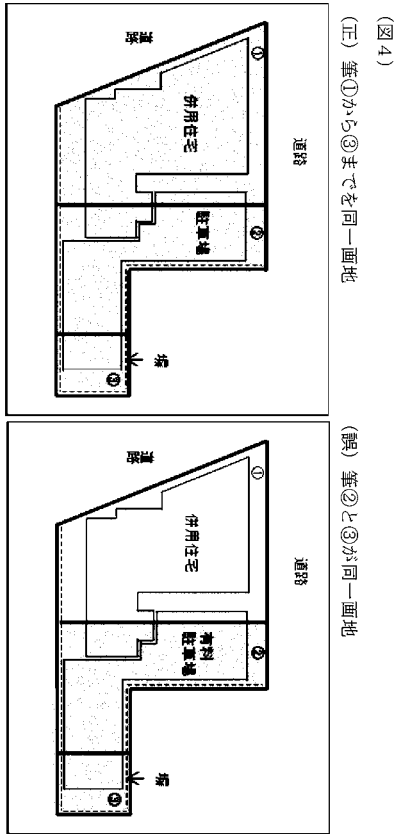 (図4)
(正) 筆①から③までを同一画地
道路
道路
①
併用住宅
②
駐車場
塀
③
(誤) 筆②と③が同一画地
道路
道路
①
併用住宅
②
有料
駐車場
塀
③